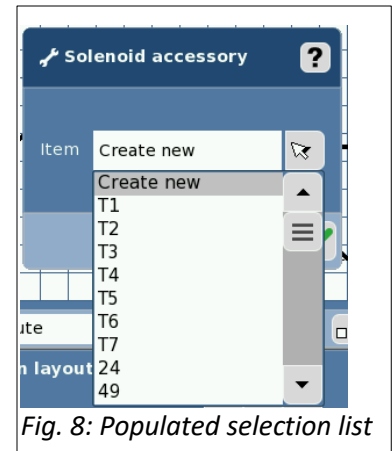 Solenoid accessory ?
Item Create new
Create new
T1
T2
T3
T4
T5
T6
T7
24
49
ute
n layout
Fig. 8: Populated selection list